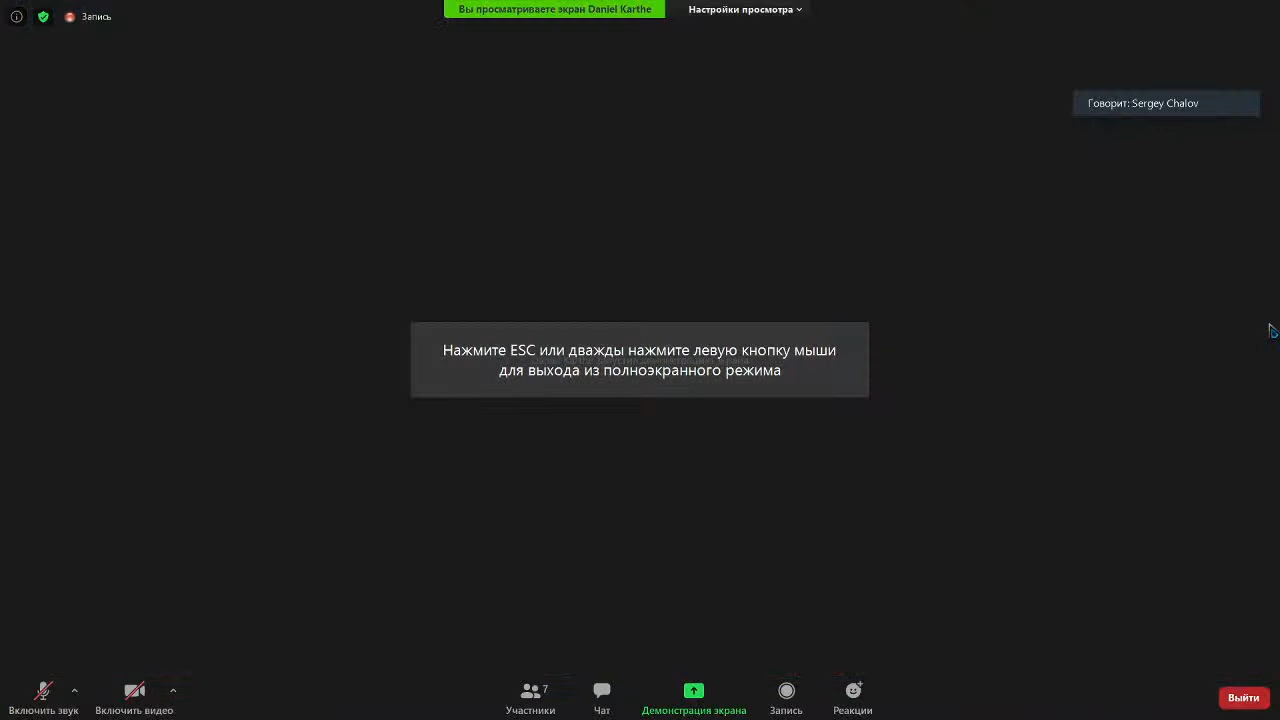 Запись
Вы просматриваете экран Daniel Karthe
Настройки просмотра
Говорит: Sergey Chalov
Нажмите ESC или дважды нажмите левую кнопку мыши
для выхода из полноэкранного режима
Включить звук
Включить видео
7
Участники
Чат
Демонстрация экрана
Запись
Реакции
Выйти